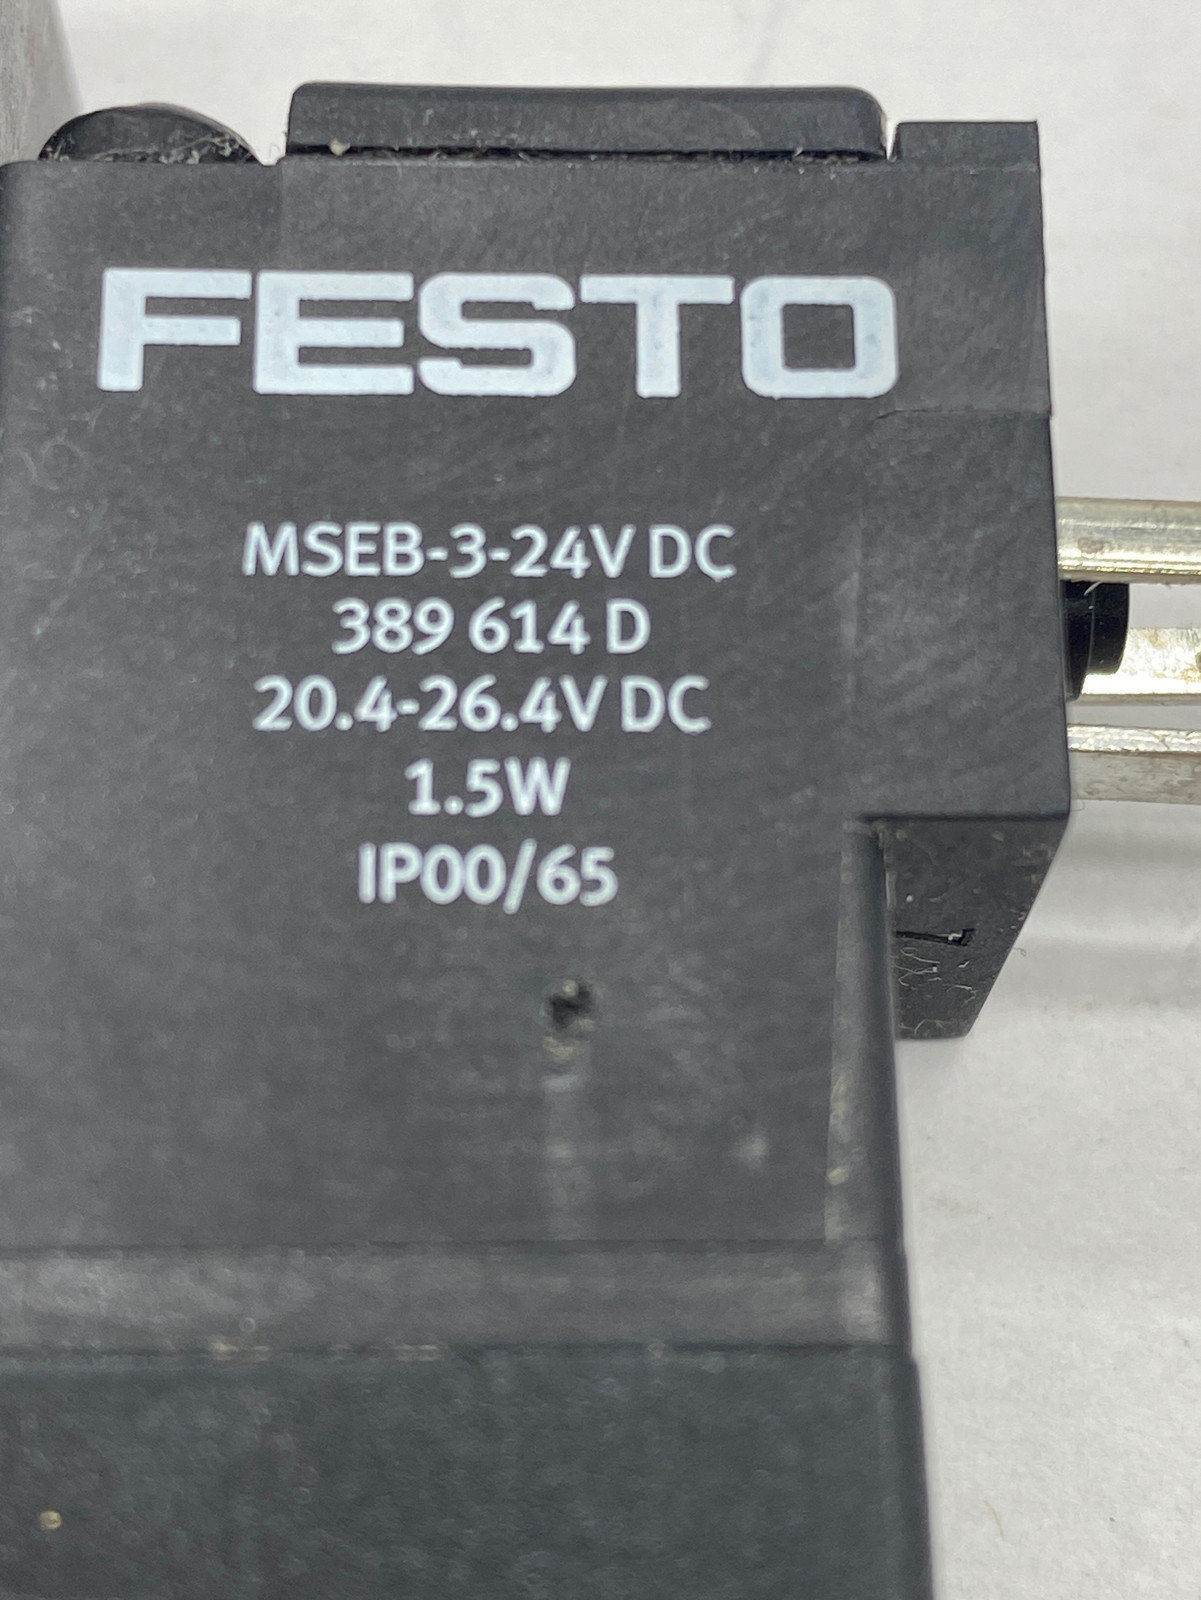 FESTO
MSEB-3-24V DC
389 614 D
20.4-26.4V DC
1.5W
IP00/65